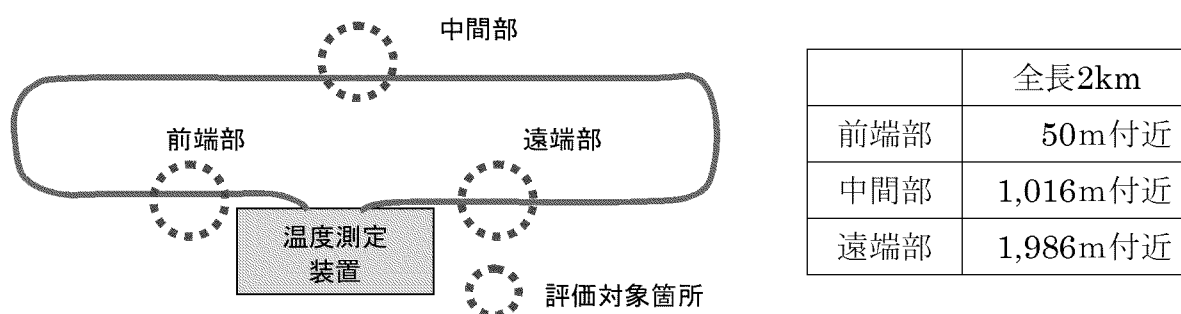 中間部
前端部
遠端部
温度測定
装置
評価対象箇所
全長2km
前端部 50m付近
中間部 1,016m付近
遠端部 1,986m付近